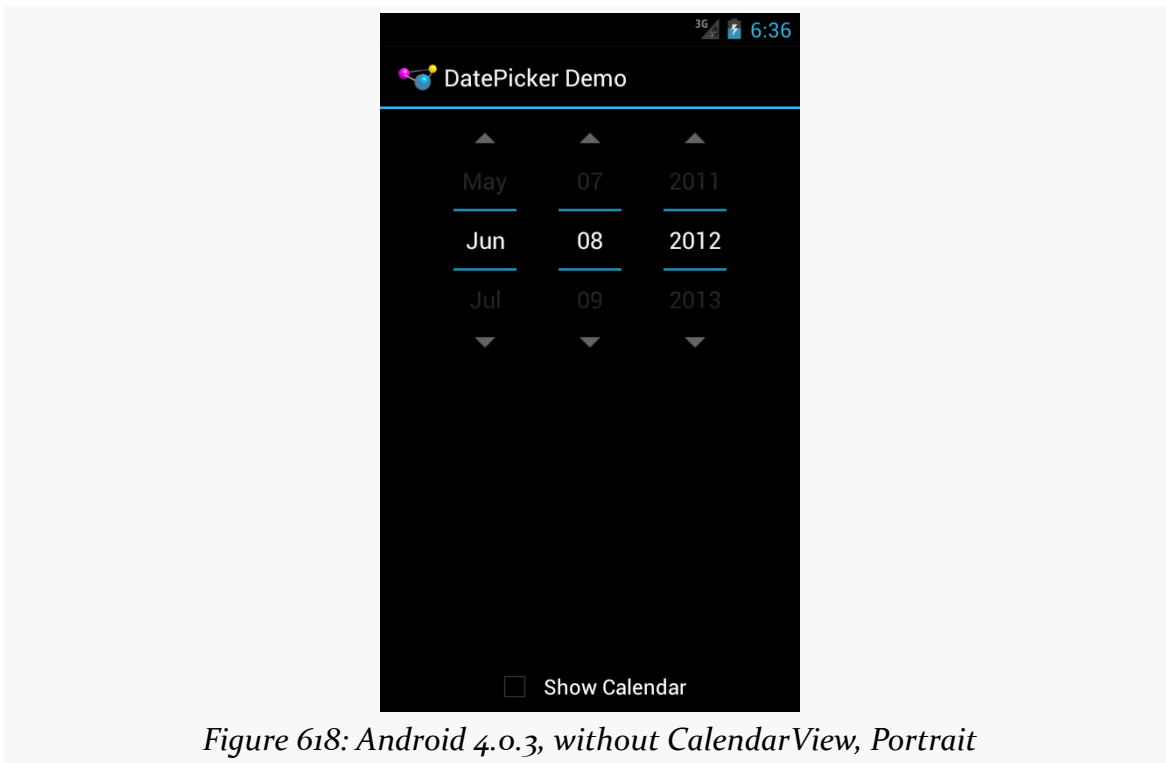 3G 6:36
DatePicker Demo
May 07 2011
Jun 08 2012
Jul 09 2013
Show Calendar
Figure 618: Android 4.0.3, without CalendarView, Portrait